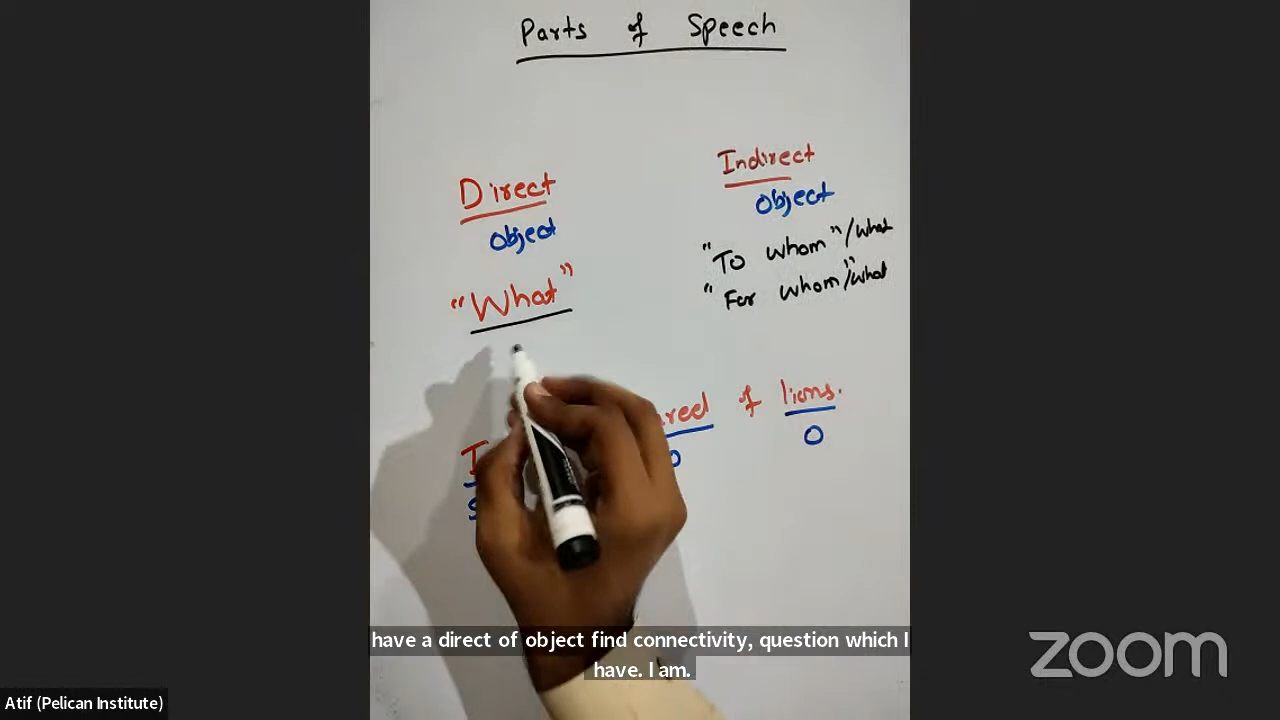 Parts of Speech
Direct
Object
"What"
Indirect
Object
"To whom"/what
"For whom"/what
I of lions.
O
S
have a direct of object find connectivity, question which I
have. I am.
zoom
Atif (Pelican Institute)